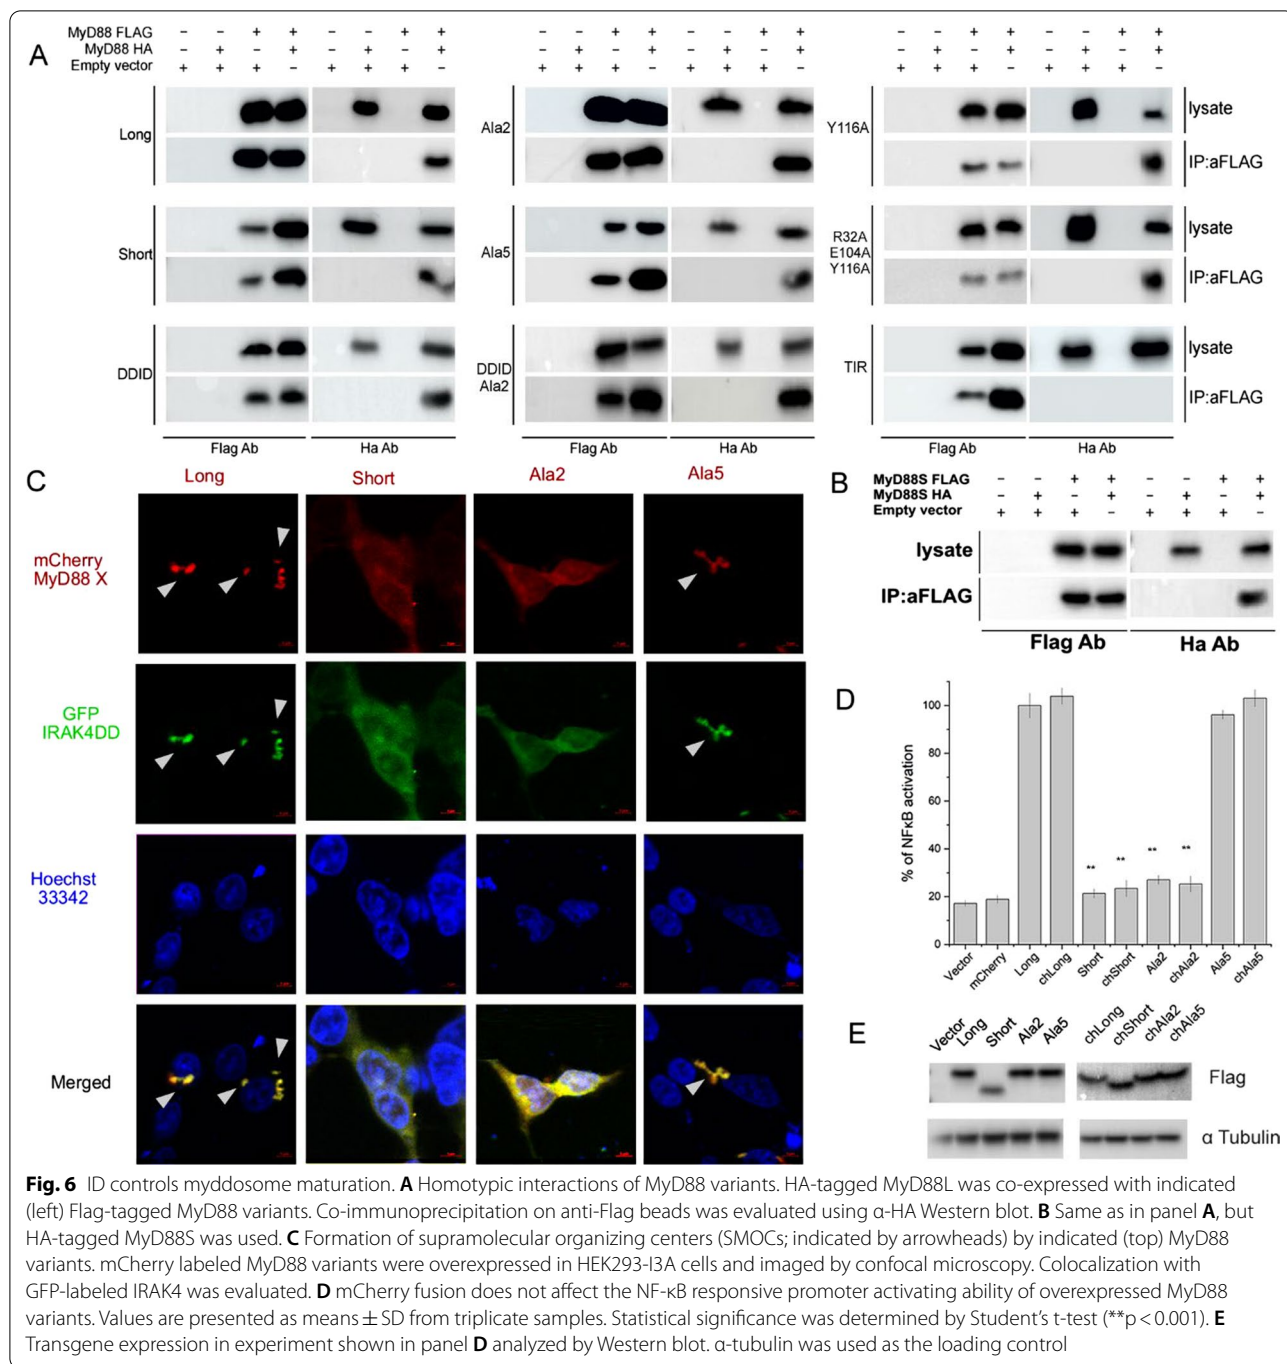 A
MyD88 FLAG - - + + - - + + - - + + - - + + - - + + - - + +
MyD88 HA - + - + - + - + - + - + - + - + - + - + - + - +
Empty vector + + + - + + + - + + + - + + + - + + + - + + + -
Long Ala2 Y116A lysate
IP:aFLAG
Short Ala5 R32A
E104A
Y116A lysate
IP:aFLAG
DDID DDID
Ala2 TIR lysate
IP:aFLAG
Flag Ab Ha Ab Flag Ab Ha Ab Flag Ab Ha Ab
C
Long Short Ala2 Ala5
mCherry
MyD88 X
GFP
IRAK4DD
Hoechst
33342
Merged
B
MyD88S FLAG - - + + - - + +
MyD88S HA - + - + - + - +
Empty vector + + + - + + + -
lysate
IP:aFLAG
Flag Ab Ha Ab
D
% of NFκB activation
100
80
60
40
20
0
** ** ** **
Vector mCherry Long chLong Short chShort Ala2 chAla2 Ala5 chAla5
E
Vector Long Short Ala2 Ala5 chLong chShort chAla2 chAla5
Flag
α Tubulin
Fig. 6 ID controls myddosome maturation. A Homotypic interactions of MyD88 variants. HA-tagged MyD88L was co-expressed with indicated
(left) Flag-tagged MyD88 variants. Co-immunoprecipitation on anti-Flag beads was evaluated using α-HA Western blot. B Same as in panel A, but
HA-tagged MyD88S was used. C Formation of supramolecular organizing centers (SMOCs; indicated by arrowheads) by indicated (top) MyD88
variants. mCherry labeled MyD88 variants were overexpressed in HEK293-I3A cells and imaged by confocal microscopy. Colocalization with
GFP-labeled IRAK4 was evaluated. D mCherry fusion does not affect the NF-κB responsive promoter activating ability of overexpressed MyD88
variants. Values are presented as means ± SD from triplicate samples. Statistical significance was determined by Student's t-test (**p < 0.001). E
Transgene expression in experiment shown in panel D analyzed by Western blot. α-tubulin was used as the loading control